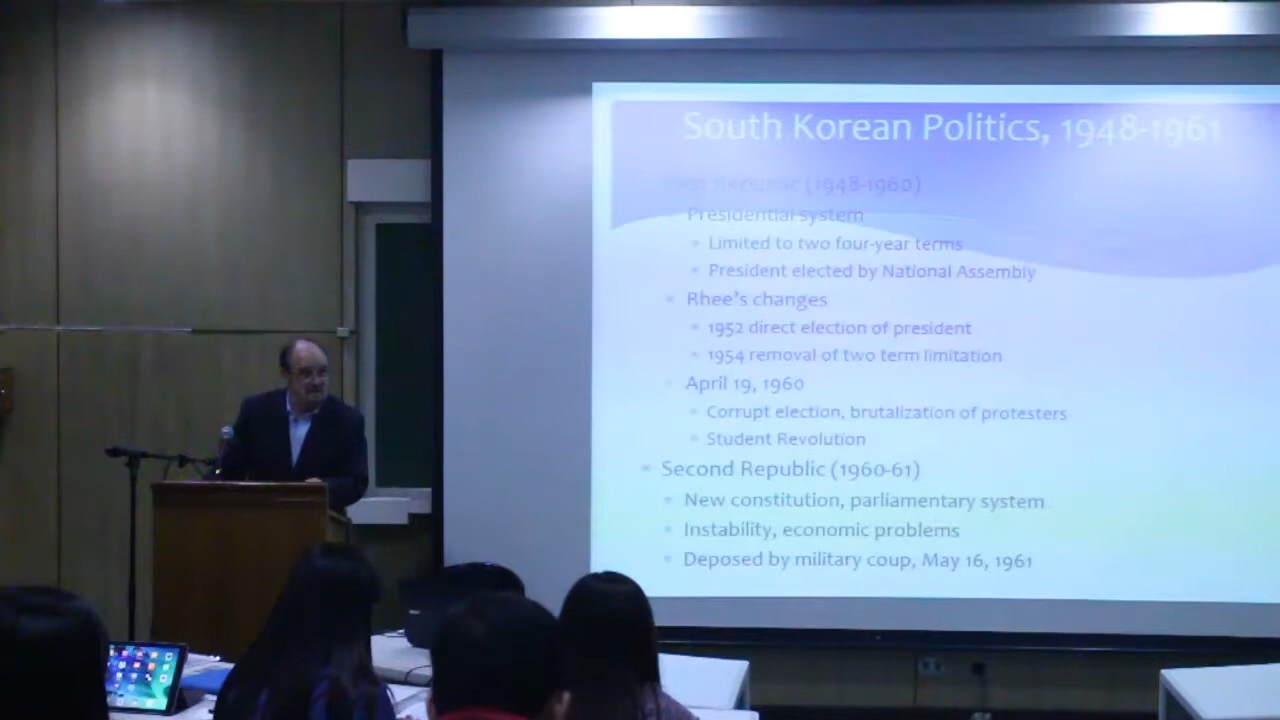 South Korean Politics, 1948-1961
First Republic (1948-1960)
Presidential system
Limited to two four-year terms
President elected by National Assembly
Rhee's changes
1952 direct election of president
1954 removal of two term limitation
April 19, 1960
Corrupt election, brutalization of protesters
Student Revolution
Second Republic (1960-61)
New constitution, parliamentary system
Instability, economic problems
Deposed by military coup, May 16, 1961